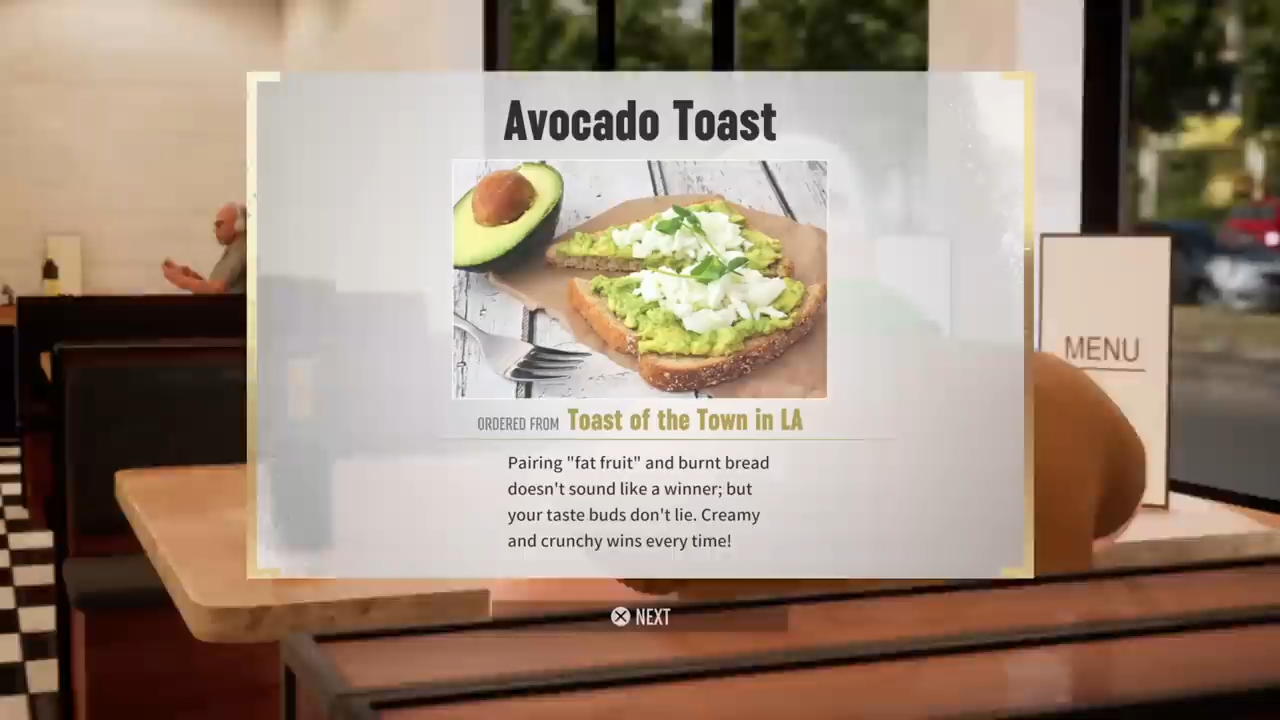 Avocado Toast
ORDERED FROM Toast of the Town in LA
Pairing "fat fruit" and burnt bread
doesn't sound like a winner; but
your taste buds don't lie. Creamy
and crunchy wins every time!
MENU
NEXT